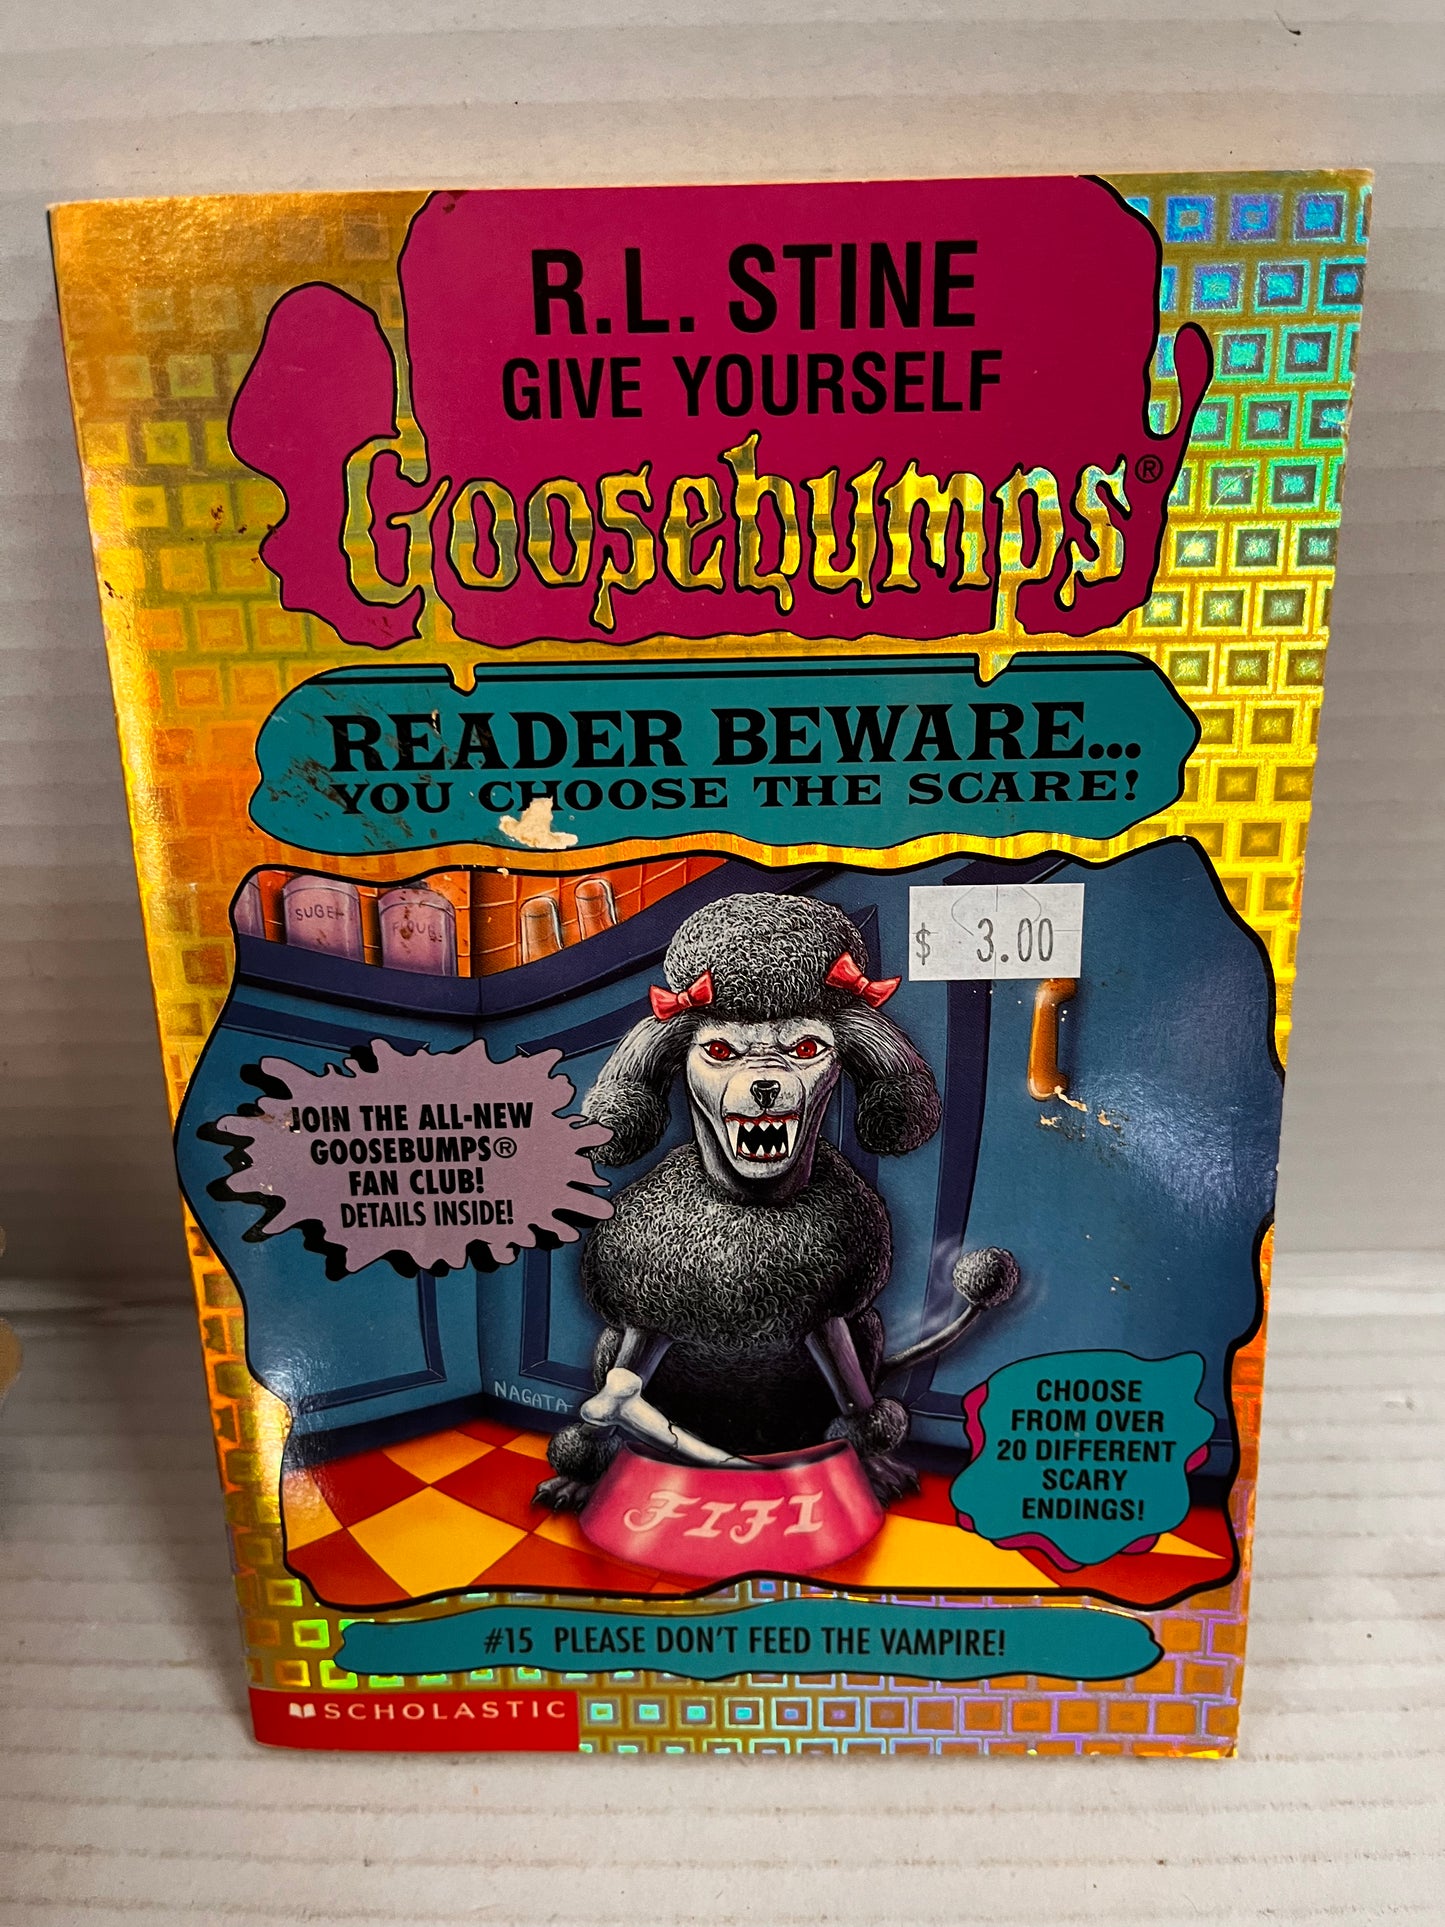 R.L. STINE
GIVE YOURSELF
Goosebumps®
READER BEWARE...
YOU CHOOSE THE SCARE!
$ 3.00
JOIN THE ALL-NEW
GOOSEBUMPS®
FAN CLUB!
DETAILS INSIDE!
NAGATA
CHOOSE
FROM OVER
20 DIFFERENT
SCARY
ENDINGS!
FIFI
#15 PLEASE DON'T FEED THE VAMPIRE!
SCHOLASTIC